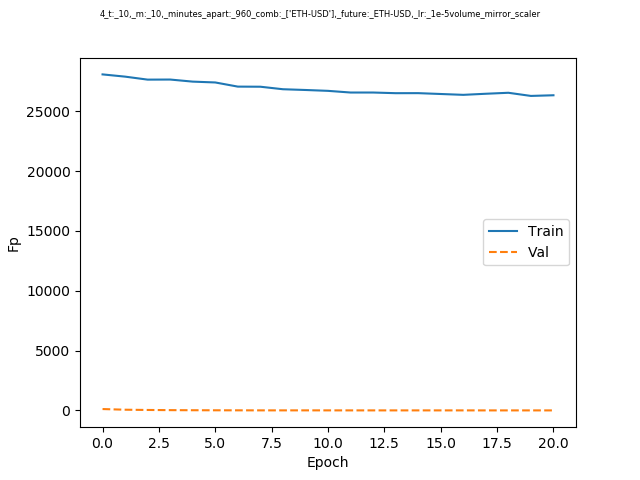 4_t:_10,_m:_10,_minutes_apart:_960_comb:_['ETH-USD'],_future:_ETH-USD,_lr:_1e-5volume_mirror_scaler
25000
20000
15000
10000
5000
0
Fp
Train
Val
0.0 2.5 5.0 7.5 10.0 12.5 15.0 17.5 20.0
Epoch